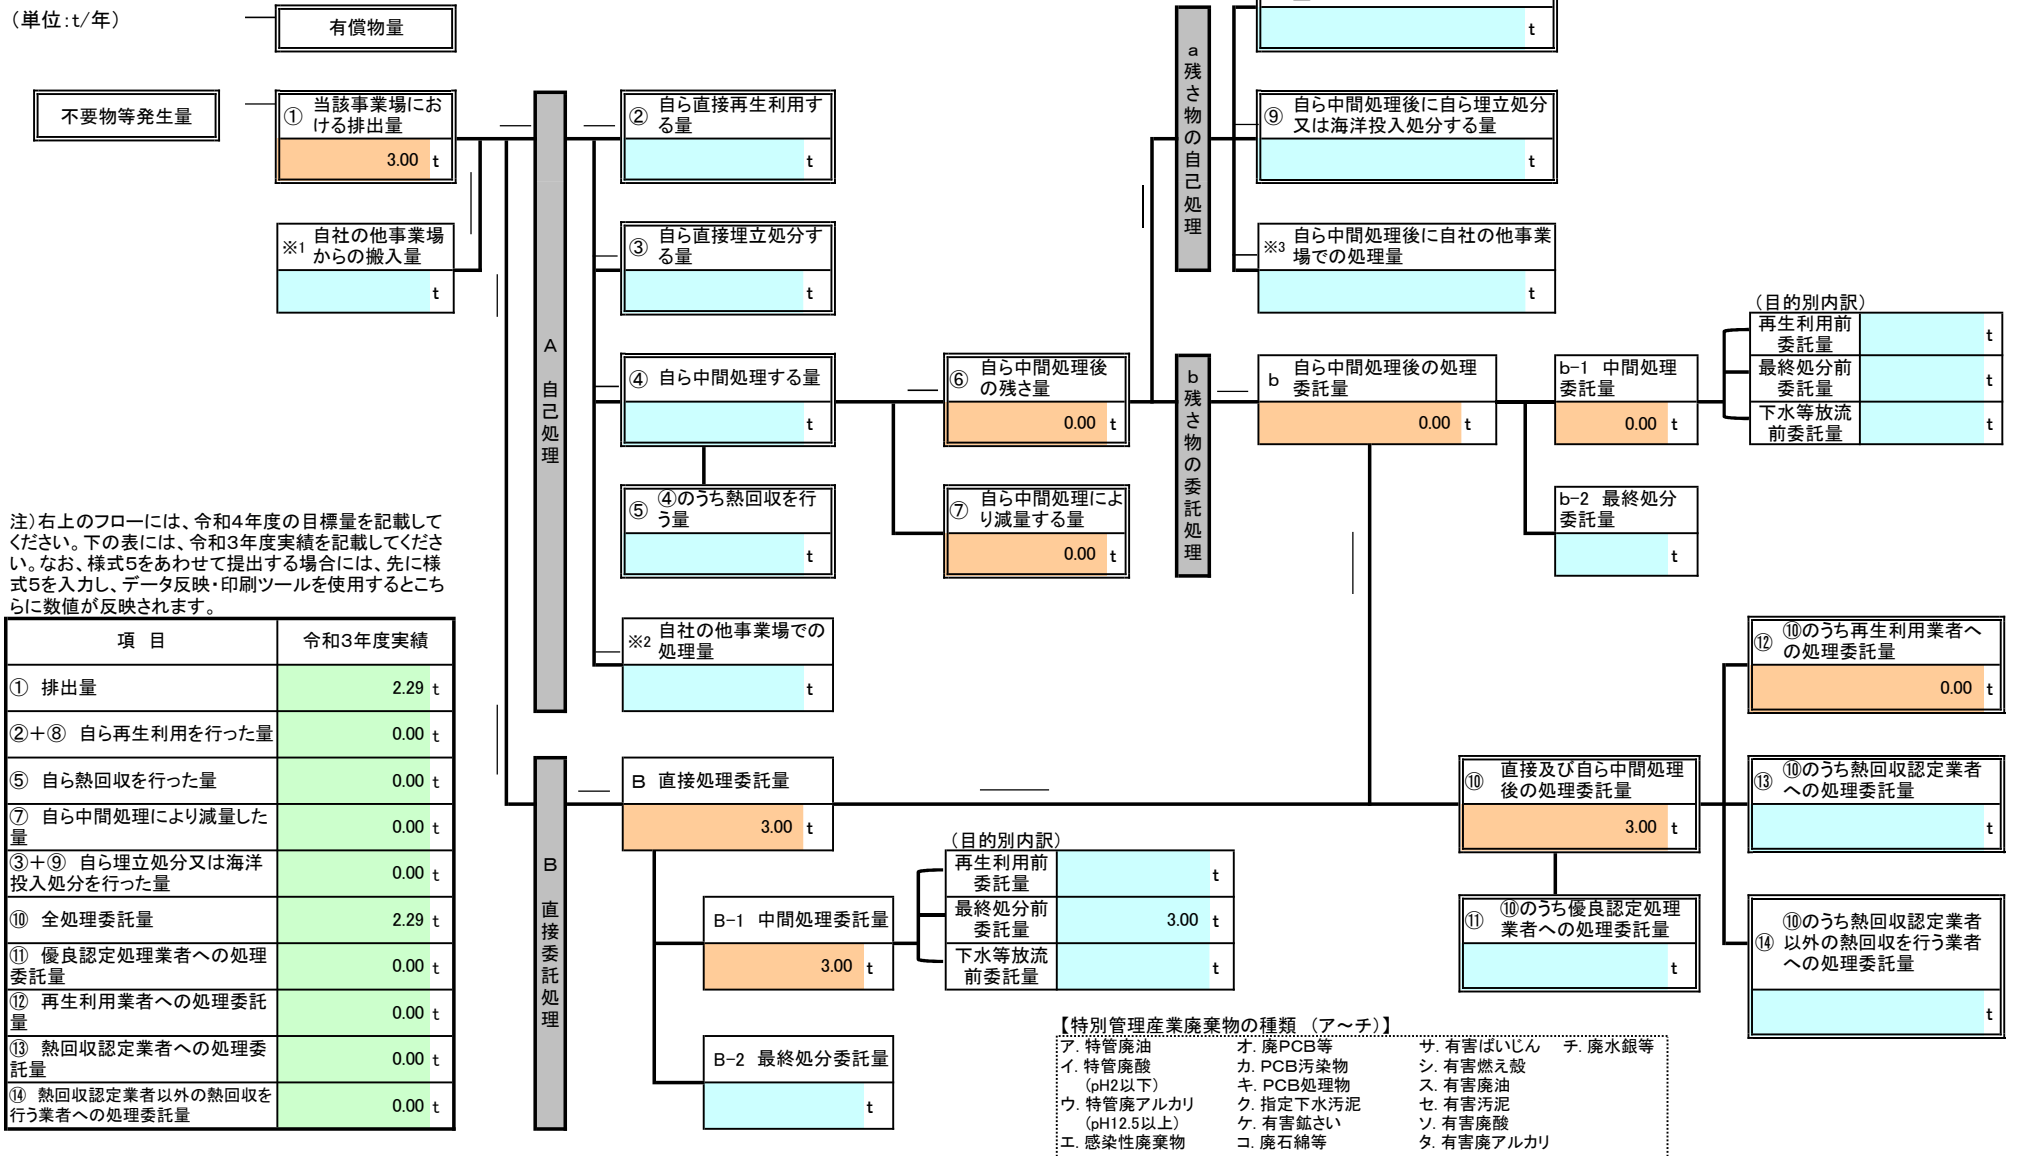 （単位：t/年）
有償物量
t
不要物等発生量
① 当該事業場にお
ける排出量
3.00 t
※1 自社の他事業場
からの搬入量
t
A 自己処理
② 自ら直接再生利用す
る量
t
③ 自ら直接埋立処分す
る量
t
④ 自ら中間処理する量
t
⑤ ④のうち熱回収を行
う量
t
※2 自社の他事業場での
処理量
t
⑥ 自ら中間処理後
の残さ量
0.00 t
⑦ 自ら中間処理によ
り減量する量
0.00 t
a 残さ物の自己処理
⑨ 自ら中間処理後に自ら埋立処分
又は海洋投入処分する量
t
※3 自ら中間処理後に自社の他事業
場での処理量
t
b 残さ物の委託処理
b 自ら中間処理後の処理
委託量
0.00 t
b-1 中間処理
委託量
0.00 t
（目的別内訳）
再生利用前
委託量 t
最終処分前
委託量 t
下水等放流
前委託量 t
b-2 最終処分
委託量
t
注）右上のフローには、令和4年度の目標量を記載して
ください。下の表には、令和3年度実績を記載してくださ
い。なお、様式5をあわせて提出する場合には、先に様
式5を入力し、データ反映・印刷ツールを使用するとこち
らに数値が反映されます。
項 目 令和3年度実績
① 排出量 2.29 t
②＋⑧ 自ら再生利用を行った量 0.00 t
⑤ 自ら熱回収を行った量 0.00 t
⑦ 自ら中間処理により減量した
量 0.00 t
③＋⑨ 自ら埋立処分又は海洋
投入処分を行った量 0.00 t
⑩ 全処理委託量 2.29 t
⑪ 優良認定処理業者への処理
委託量 0.00 t
⑫ 再生利用業者への処理委託
量 0.00 t
⑬ 熱回収認定業者への処理委
託量 0.00 t
⑭ 熱回収認定業者以外の熱回収を
行う業者への処理委託量 0.00 t
B 直接委託処理
B 直接処理委託量
3.00 t
B-1 中間処理委託量
3.00 t
（目的別内訳）
再生利用前
委託量 t
最終処分前
委託量 3.00 t
下水等放流
前委託量 t
B-2 最終処分委託量
t
⑩ 直接及び自ら中間処理
後の処理委託量
3.00 t
⑪ ⑩のうち優良認定処理
業者への処理委託量
t
⑫ ⑩のうち再生利用業者へ
の処理委託量
0.00 t
⑬ ⑩のうち熱回収認定業者
への処理委託量
t
⑭ ⑩のうち熱回収認定業者
以外の熱回収を行う業者
への処理委託量
t
【特別管理産業廃棄物の種類 （ア～チ）】
ア. 特管廃油 オ. 廃PCB等 サ. 有害ばいじん チ. 廃水銀等
イ. 特管廃酸 カ. PCB汚染物 シ. 有害燃え殻
（pH2以下） キ. PCB処理物 ス. 有害廃油
ウ. 特管廃アルカリ ク. 指定下水汚泥 セ. 有害汚泥
（pH12.5以上） ケ. 有害鉱さい ソ. 有害廃酸
エ. 感染性廃棄物 コ. 廃石綿等 タ. 有害廃アルカリ